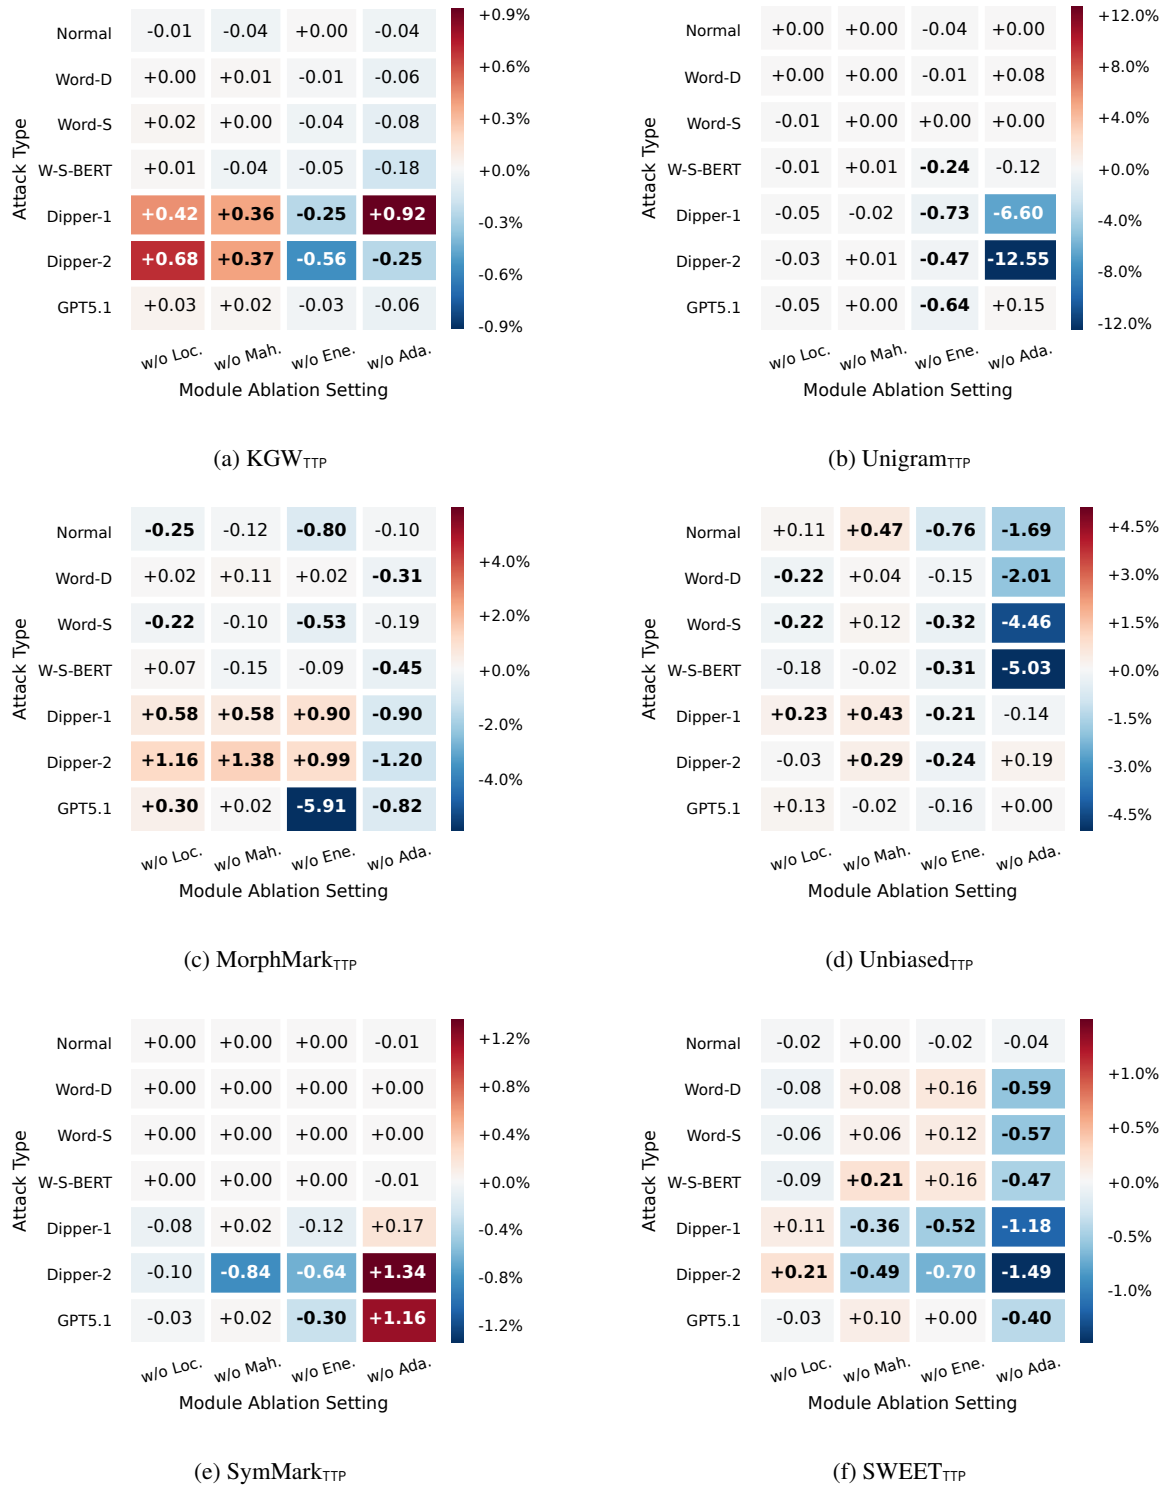 Attack Type
Normal -0.01 -0.04 +0.00 -0.04
Word-D +0.00 +0.01 -0.01 -0.06
Word-S +0.02 +0.00 -0.04 -0.08
W-S-BERT +0.01 -0.04 -0.05 -0.18
Dipper-1 +0.42 +0.36 -0.25 +0.92
Dipper-2 +0.68 +0.37 -0.56 -0.25
GPT5.1 +0.03 +0.02 -0.03 -0.06
w/o Loc. w/o Mah. w/o Ene. w/o Ada.
Module Ablation Setting
+0.9%
+0.6%
+0.3%
+0.0%
-0.3%
-0.6%
-0.9%
(a) KGWTTP
Attack Type
Normal +0.00 +0.00 -0.04 +0.00
Word-D +0.00 +0.00 -0.01 +0.08
Word-S -0.01 +0.00 +0.00 +0.00
W-S-BERT -0.01 +0.01 -0.24 -0.12
Dipper-1 -0.05 -0.02 -0.73 -6.60
Dipper-2 -0.03 +0.01 -0.47 -12.55
GPT5.1 -0.05 +0.00 -0.64 +0.15
w/o Loc. w/o Mah. w/o Ene. w/o Ada.
Module Ablation Setting
+12.0%
+8.0%
+4.0%
+0.0%
-4.0%
-8.0%
-12.0%
(b) UnigramTTP
Attack Type
Normal -0.25 -0.12 -0.80 -0.10
Word-D +0.02 +0.11 +0.02 -0.31
Word-S -0.22 -0.10 -0.53 -0.19
W-S-BERT +0.07 -0.15 -0.09 -0.45
Dipper-1 +0.58 +0.58 +0.90 -0.90
Dipper-2 +1.16 +1.38 +0.99 -1.20
GPT5.1 +0.30 +0.02 -5.91 -0.82
w/o Loc. w/o Mah. w/o Ene. w/o Ada.
Module Ablation Setting
+4.0%
+2.0%
+0.0%
-2.0%
-4.0%
(c) MorphMarkTTP
Attack Type
Normal +0.11 +0.47 -0.76 -1.69
Word-D -0.22 +0.04 -0.15 -2.01
Word-S -0.22 +0.12 -0.32 -4.46
W-S-BERT -0.18 -0.02 -0.31 -5.03
Dipper-1 +0.23 +0.43 -0.21 -0.14
Dipper-2 -0.03 +0.29 -0.24 +0.19
GPT5.1 +0.13 -0.02 -0.16 +0.00
w/o Loc. w/o Mah. w/o Ene. w/o Ada.
Module Ablation Setting
+4.5%
+3.0%
+1.5%
+0.0%
-1.5%
-3.0%
-4.5%
(d) UnbiasedTTP
Attack Type
Normal +0.00 +0.00 +0.00 -0.01
Word-D +0.00 +0.00 +0.00 +0.00
Word-S +0.00 +0.00 +0.00 +0.00
W-S-BERT +0.00 +0.00 +0.00 -0.01
Dipper-1 -0.08 +0.02 -0.12 +0.17
Dipper-2 -0.10 -0.84 -0.64 +1.34
GPT5.1 -0.03 +0.02 -0.30 +1.16
w/o Loc. w/o Mah. w/o Ene. w/o Ada.
Module Ablation Setting
+1.2%
+0.8%
+0.4%
+0.0%
-0.4%
-0.8%
-1.2%
(e) SymMarkTTP
Attack Type
Normal -0.02 +0.00 -0.02 -0.04
Word-D -0.08 +0.08 +0.16 -0.59
Word-S -0.06 +0.06 +0.12 -0.57
W-S-BERT -0.09 +0.21 +0.16 -0.47
Dipper-1 +0.11 -0.36 -0.52 -1.18
Dipper-2 +0.21 -0.49 -0.70 -1.49
GPT5.1 -0.03 +0.10 +0.00 -0.40
w/o Loc. w/o Mah. w/o Ene. w/o Ada.
Module Ablation Setting
+1.0%
+0.5%
+0.0%
-0.5%
-1.0%
(f) SWEETTTP